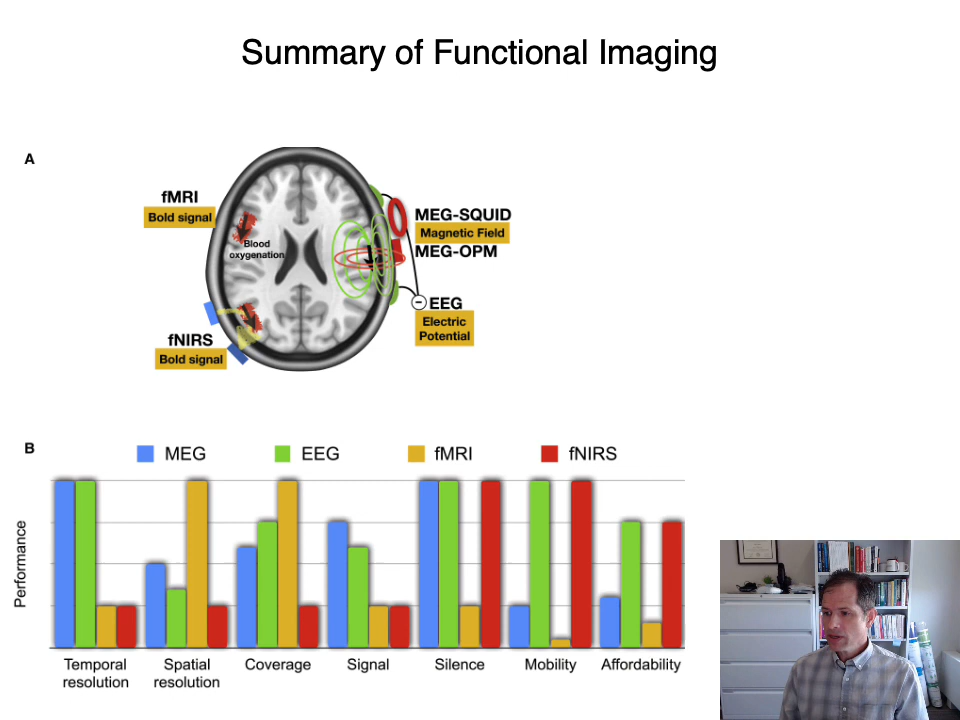 Summary of Functional Imaging
A
fMRI
Bold signal
Blood
oxygenation
MEG-SQUID
Magnetic Field
MEG-OPM
EEG
Electric
Potential
fNIRS
Bold signal
B
MEG EEG fMRI fNIRS
Performance
Temporal
resolution
Spatial
resolution
Coverage
Signal
Silence
Mobility
Affordability